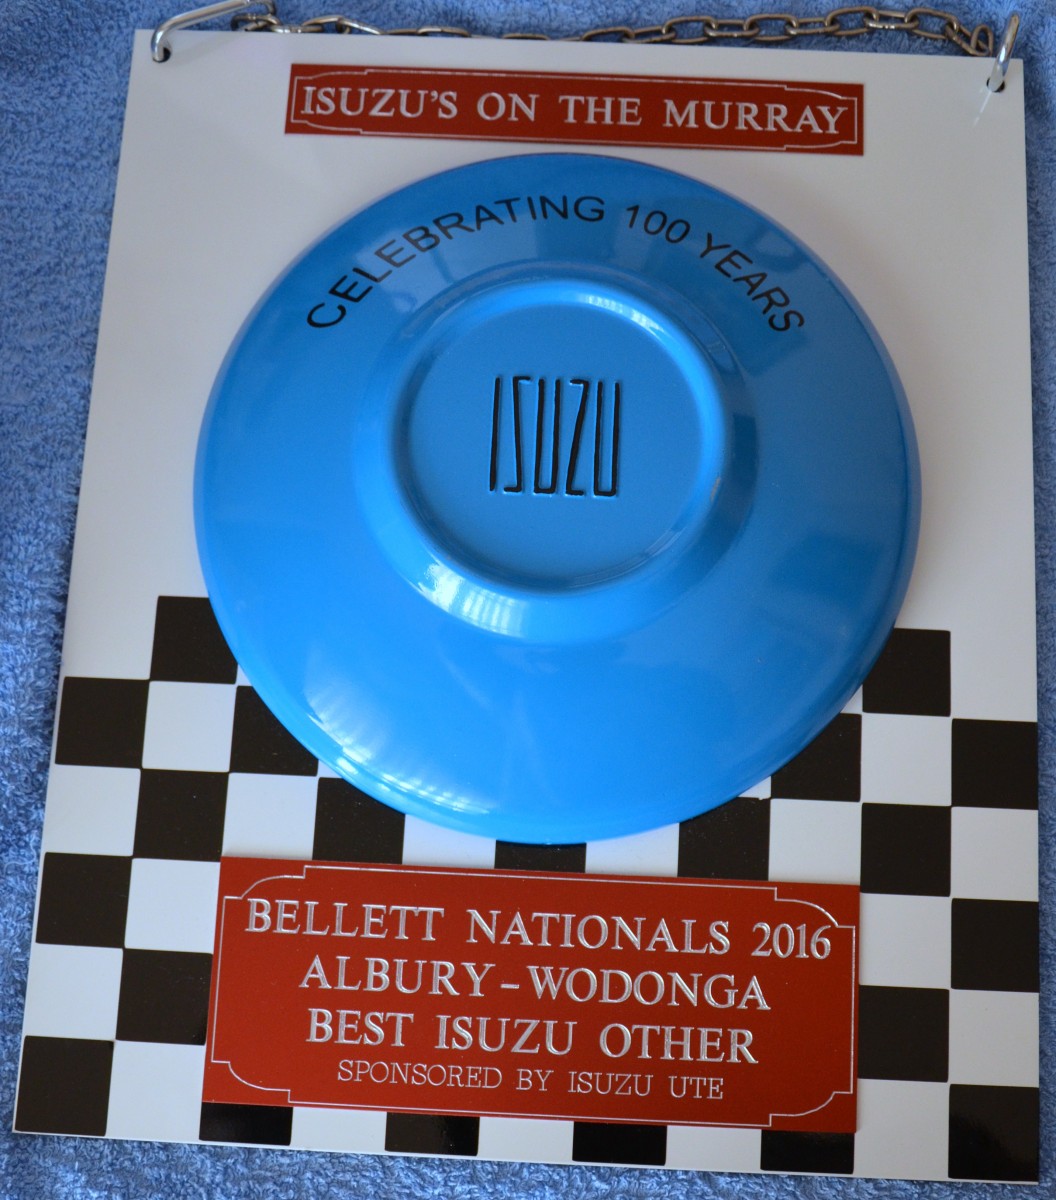 ISUZU'S ON THE MURRAY
CELEBRATING 100 YEARS
ISUZU
BELLETT NATIONALS 2016
ALBURY-WODONGA
BEST ISUZU OTHER
SPONSORED BY ISUZU UTE